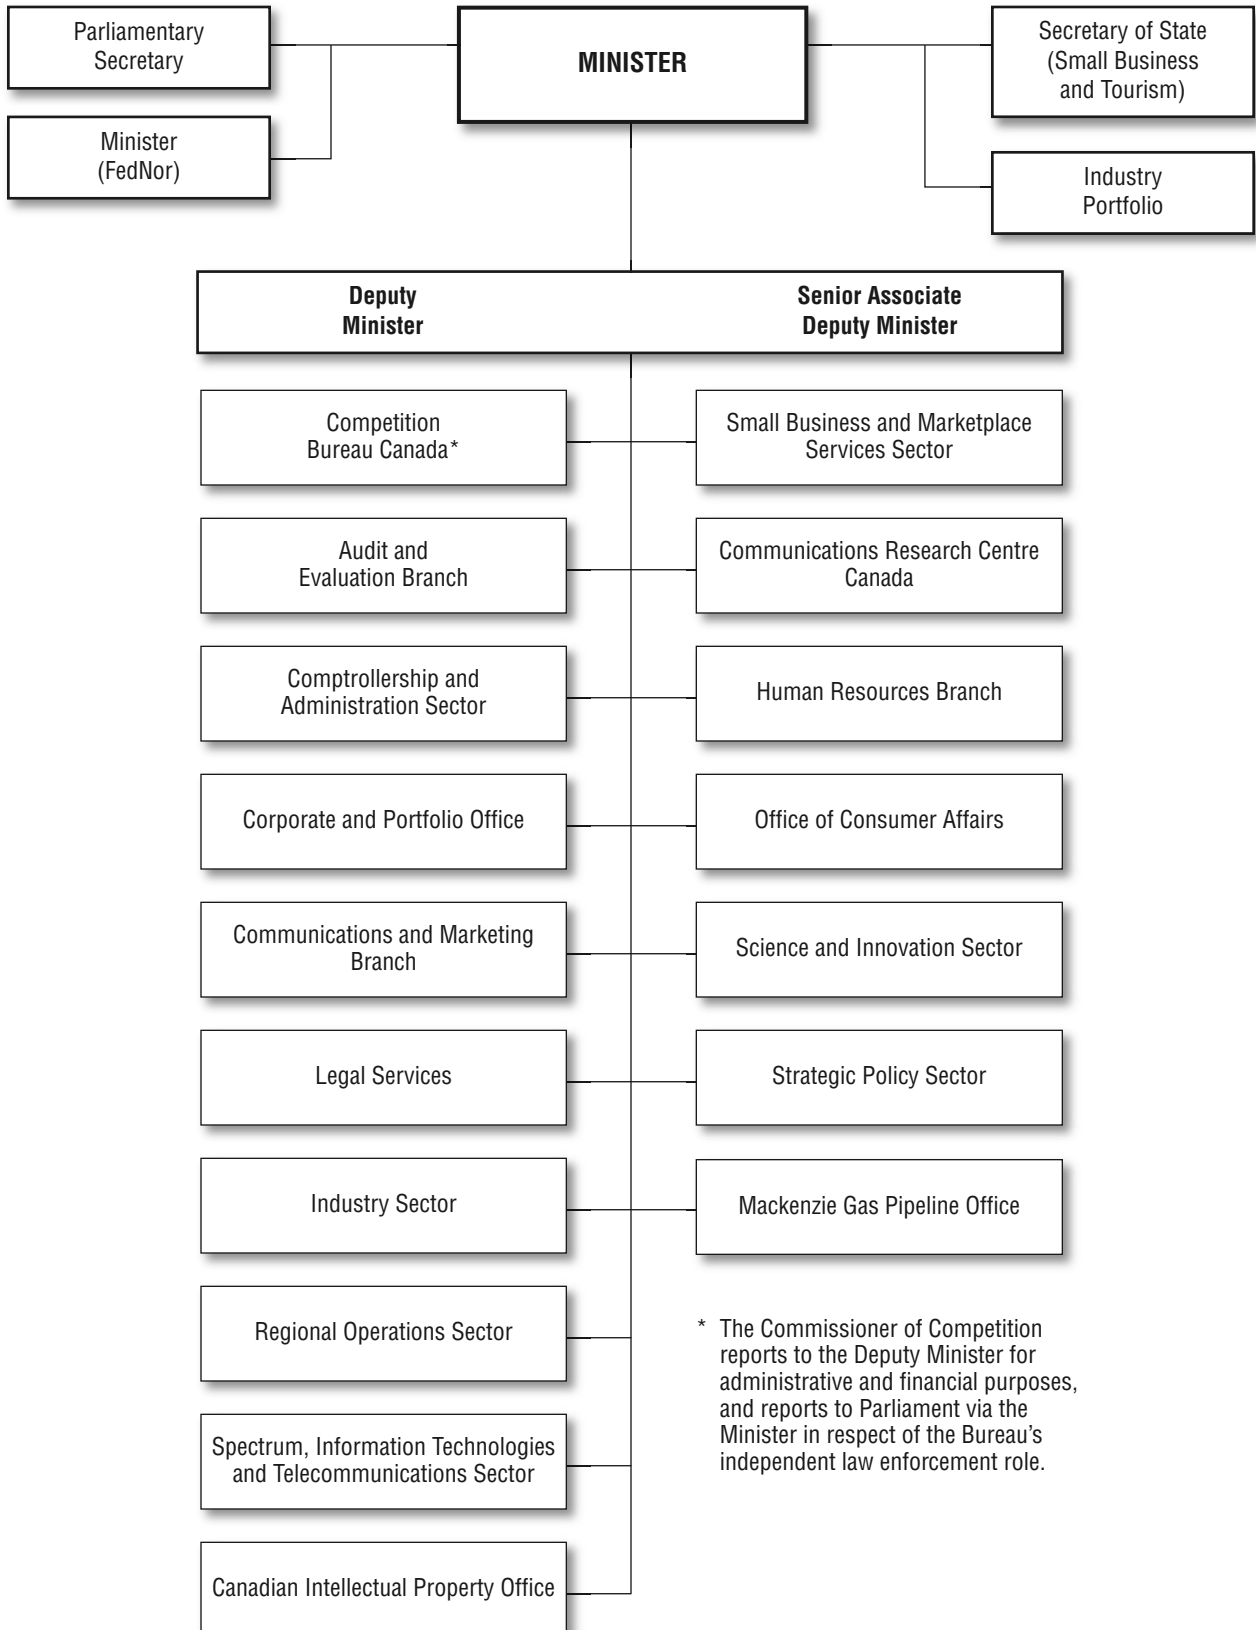 Parliamentary
Secretary
MINISTER
Secretary of State
(Small Business
and Tourism)
Minister
(FedNor)
Industry
Portfolio
Deputy
Minister
Senior Associate
Deputy Minister
Competition
Bureau Canada*
Small Business and Marketplace
Services Sector
Audit and
Evaluation Branch
Communications Research Centre
Canada
Comptrollership and
Administration Sector
Human Resources Branch
Corporate and Portfolio Office
Office of Consumer Affairs
Communications and Marketing
Branch
Science and Innovation Sector
Legal Services
Strategic Policy Sector
Industry Sector
Mackenzie Gas Pipeline Office
Regional Operations Sector
* The Commissioner of Competition
reports to the Deputy Minister for
administrative and financial purposes,
and reports to Parliament via the
Minister in respect of the Bureau’s
independent law enforcement role.
Spectrum, Information Technologies
and Telecommunications Sector
Canadian Intellectual Property Office